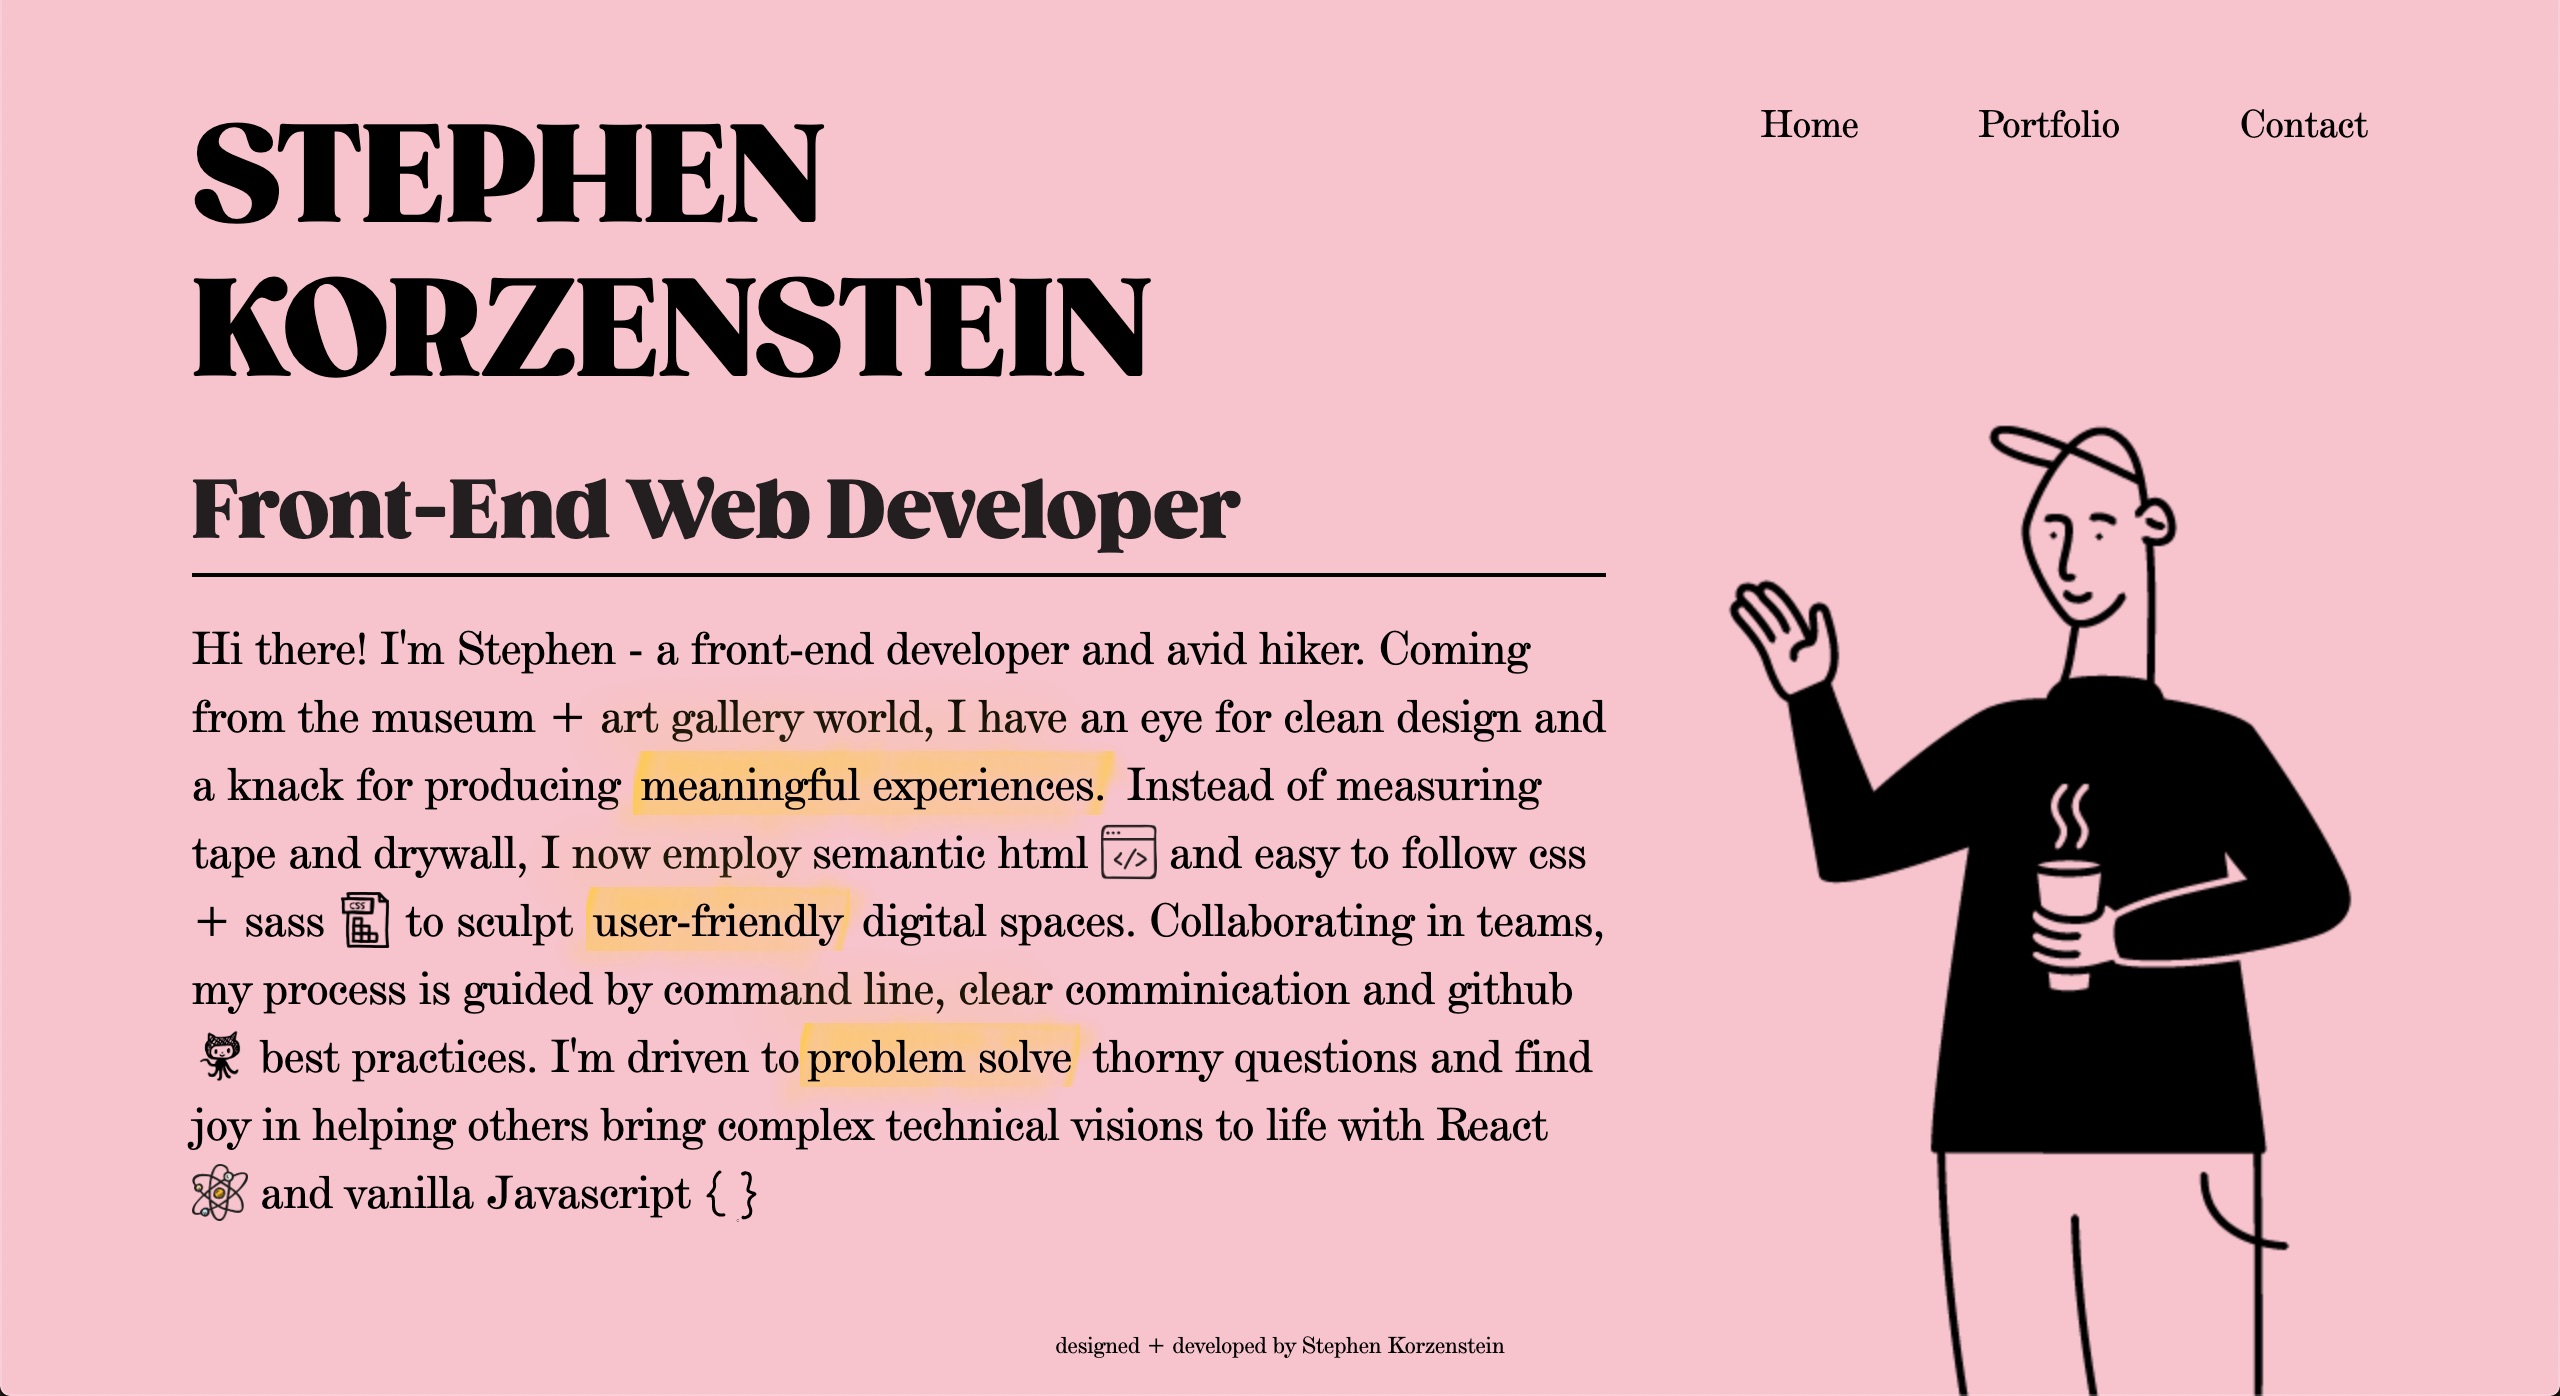 STEPHEN
KORZENSTEIN
Home
Portfolio
Contact
Front-End Web Developer
Hi there! I'm Stephen - a front-end developer and avid hiker. Coming
from the museum + art gallery world, I have an eye for clean design and
a knack for producing meaningful experiences. Instead of measuring
tape and drywall, I now employ semantic html </> and easy to follow css
+ sass CSS to sculpt user-friendly digital spaces. Collaborating in teams,
my process is guided by command line, clear comminication and github
best practices. I'm driven to problem solve thorny questions and find
joy in helping others bring complex technical visions to life with React
and vanilla Javascript { }
designed + developed by Stephen Korzenstein